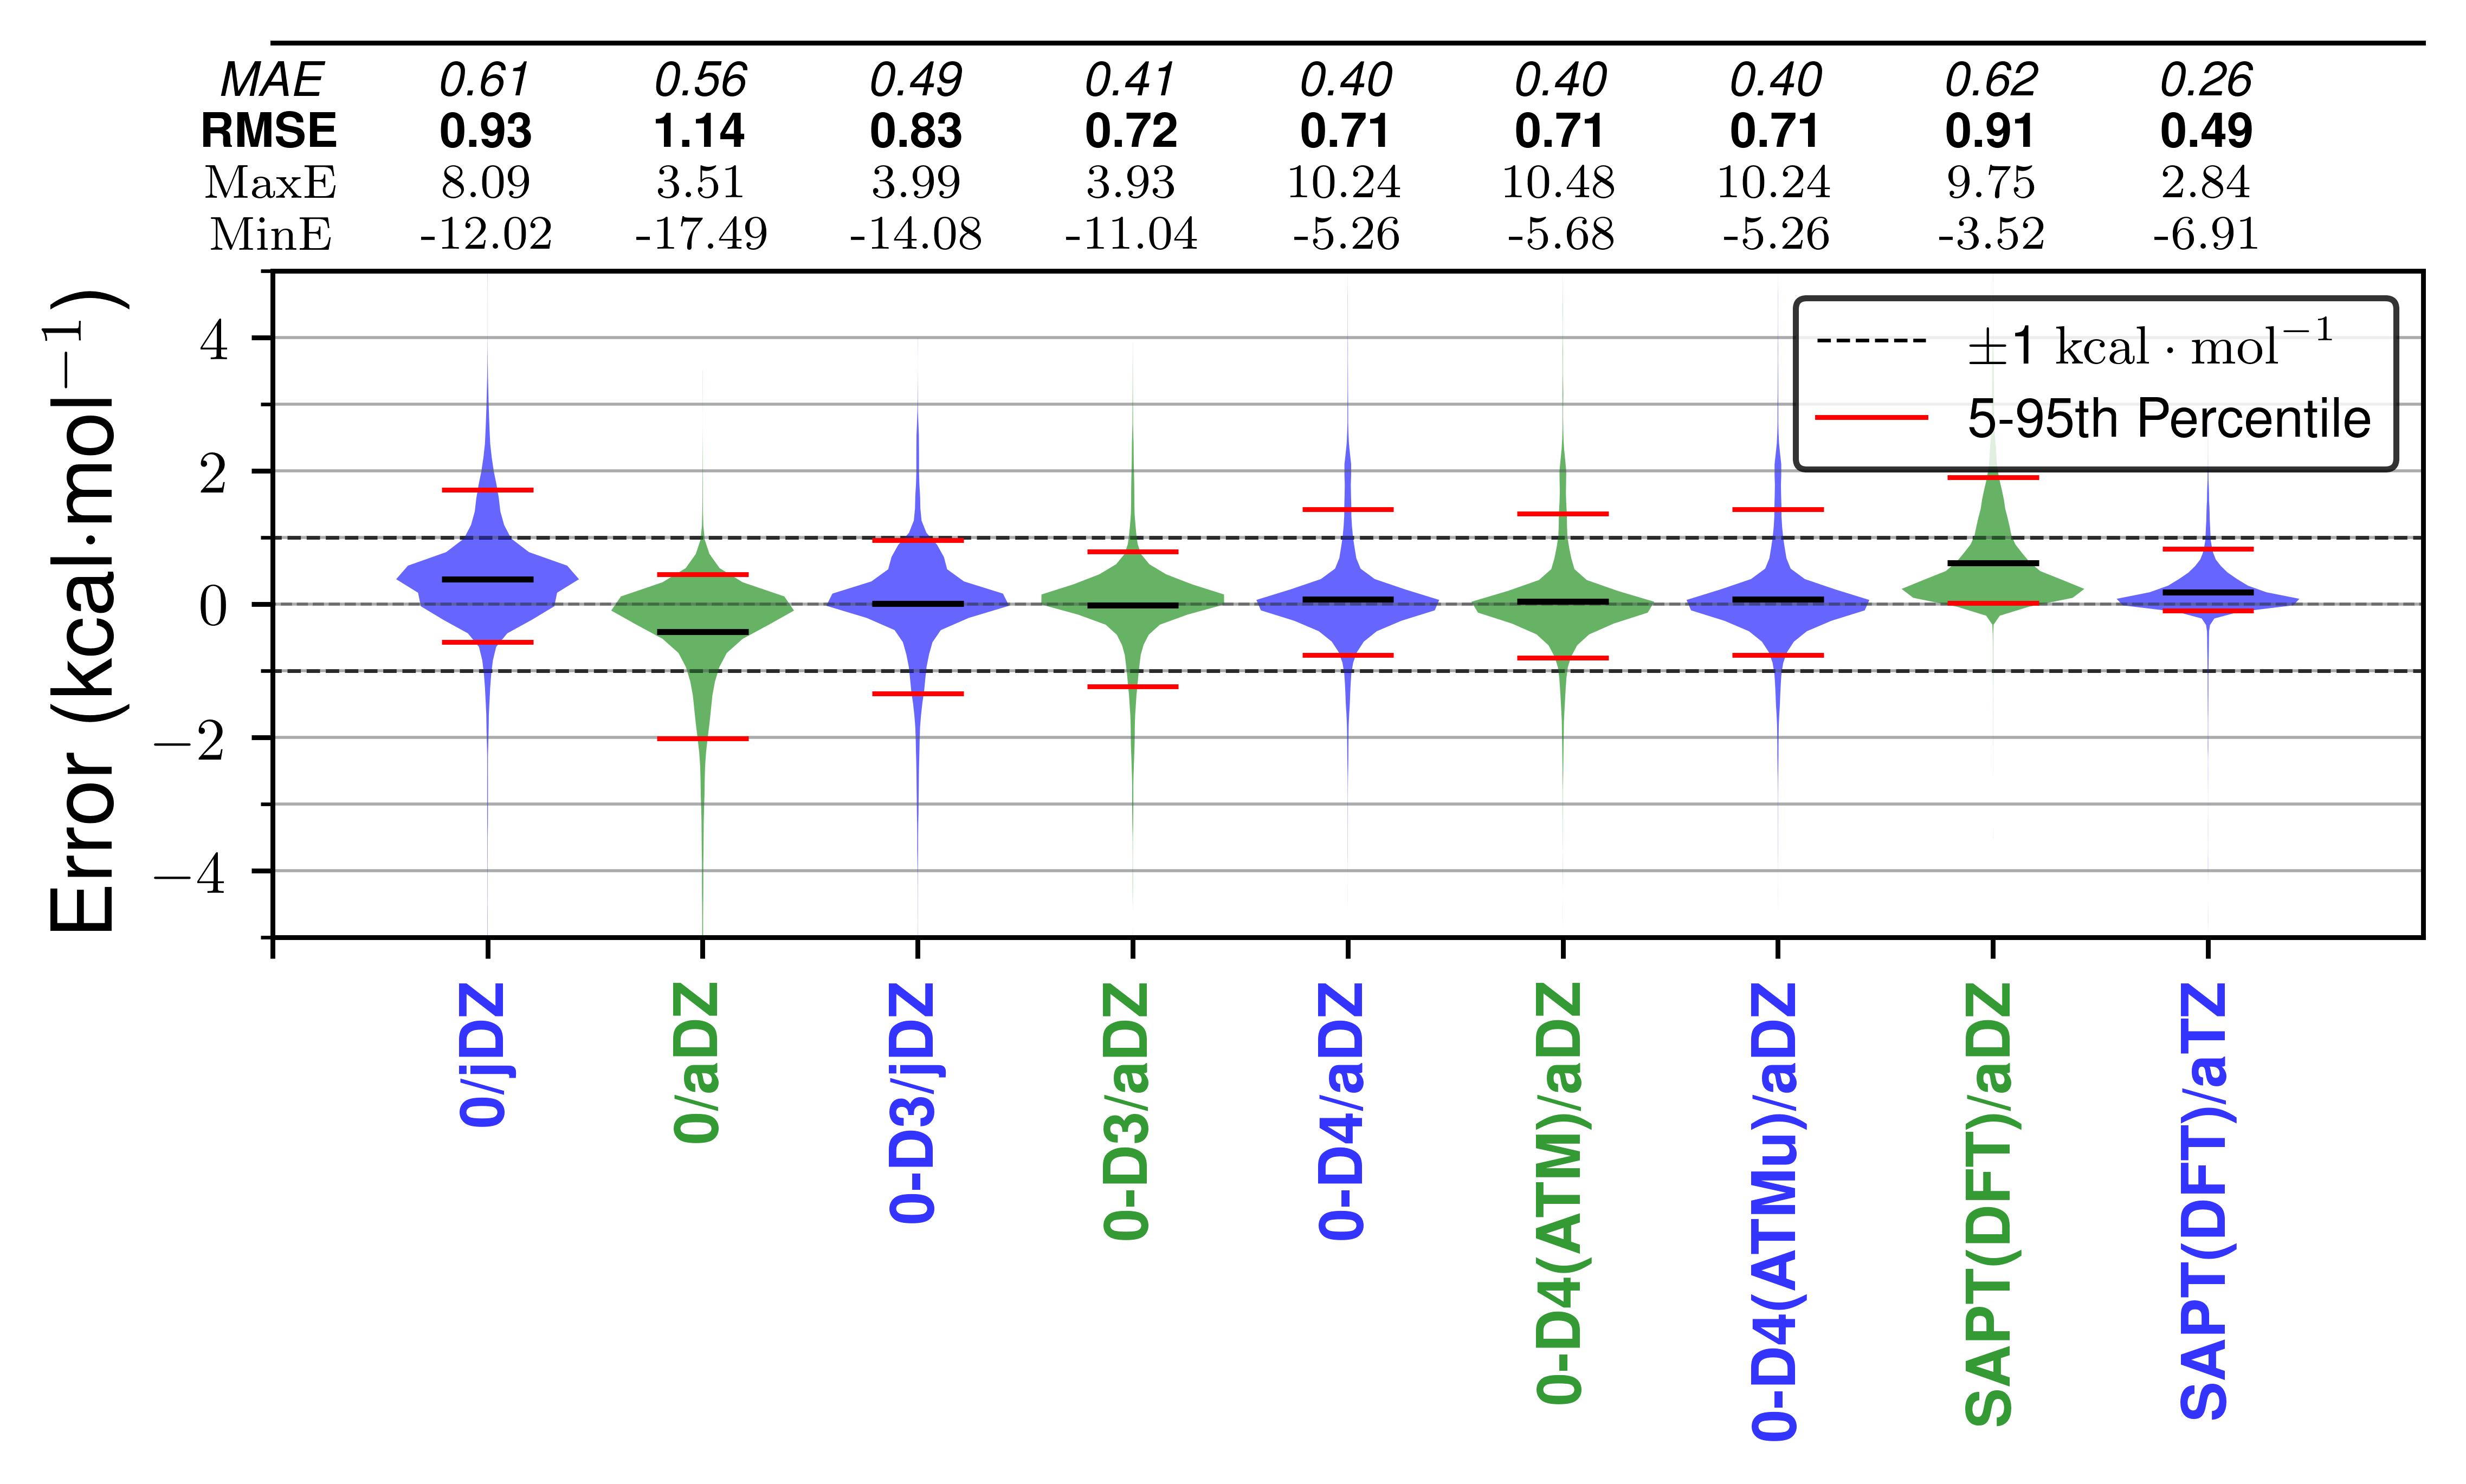 MAE 0.61 0.56 0.49 0.41 0.40 0.40 0.40 0.62 0.26
RMSE 0.93 1.14 0.83 0.72 0.71 0.71 0.71 0.91 0.49
MaxE 8.09 3.51 3.99 3.93 10.24 10.48 10.24 9.75 2.84
MinE -12.02 -17.49 -14.08 -11.04 -5.26 -5.68 -5.26 -3.52 -6.91
Error (kcal·mol⁻¹)
4
2
0
−2
−4
±1 kcal · mol⁻¹
5-95th Percentile
0/jDZ
0/aDZ
0-D3/jDZ
0-D3/aDZ
0-D4/aDZ
0-D4(ATM)/aDZ
0-D4(ATMu)/aDZ
SAPT(DFT)/aDZ
SAPT(DFT)/aTZ